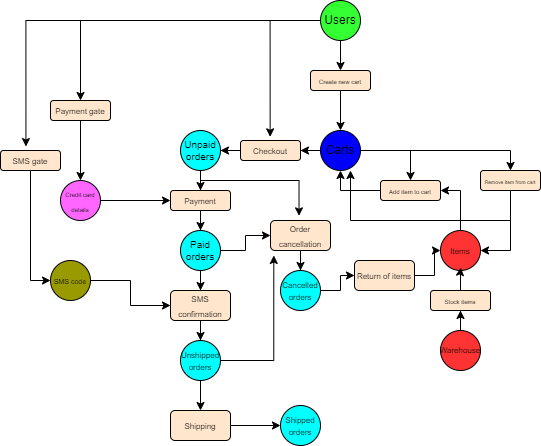 Users
Create new cart
Payment gate
SMS gate
Unpaid
orders
Checkout
Carts
Credit card
details
Payment
Add item to cart
Remove item from cart
Order
cancellation
Paid
orders
Items
SMS code
Cancelled
orders
Return of items
SMS
confirmation
Stock items
Unshipped
orders
Warehouse
Shipping
Shipped
orders